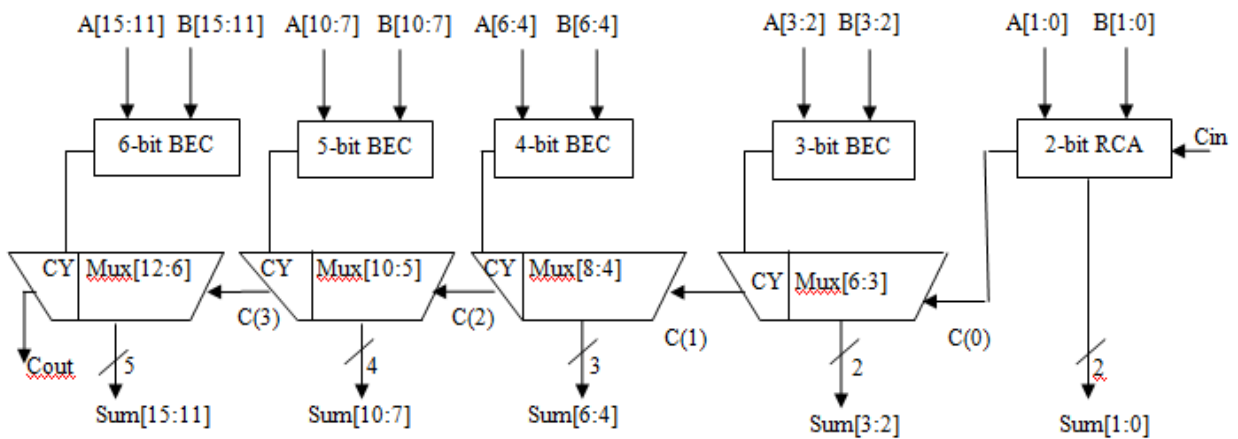 A[15:11] B[15:11] A[10:7] B[10:7] A[6:4] B[6:4] A[3:2] B[3:2] A[1:0] B[1:0]
6-bit BEC 5-bit BEC 4-bit BEC 3-bit BEC 2-bit RCA Cin
CY Mux[12:6] CY Mux[10:5] CY Mux[8:4] CY Mux[6:3]
C(3) C(2) C(1) C(0)
Cout 5 4 3 2 2
Sum[15:11] Sum[10:7] Sum[6:4] Sum[3:2] Sum[1:0]